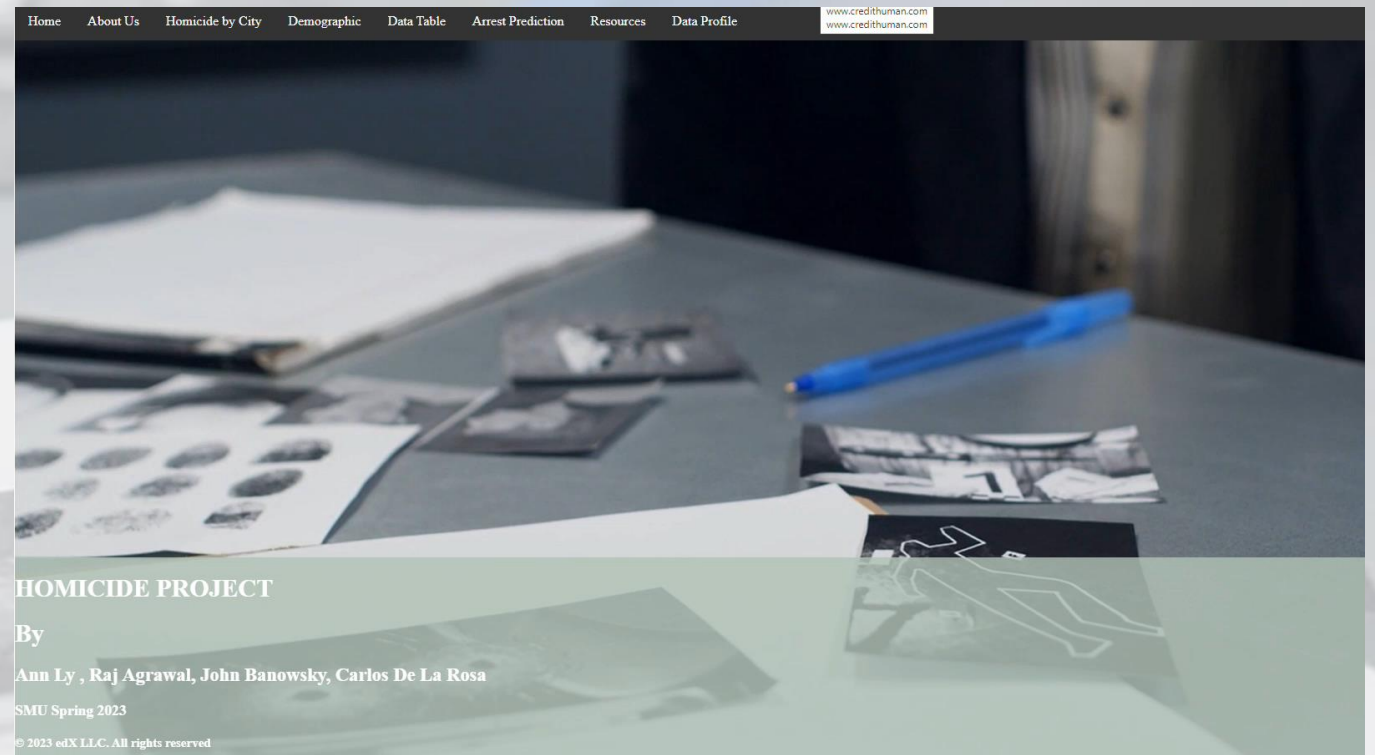 Home About Us Homicide by City Demographic Data Table Arrest Prediction Resources Data Profile
www.credithuman.com
www.credithuman.com
1
HOMICIDE PROJECT
By
Ann Ly , Raj Agrawal, John Banowsky, Carlos De La Rosa
SMU Spring 2023
© 2023 edX LLC. All rights reserved